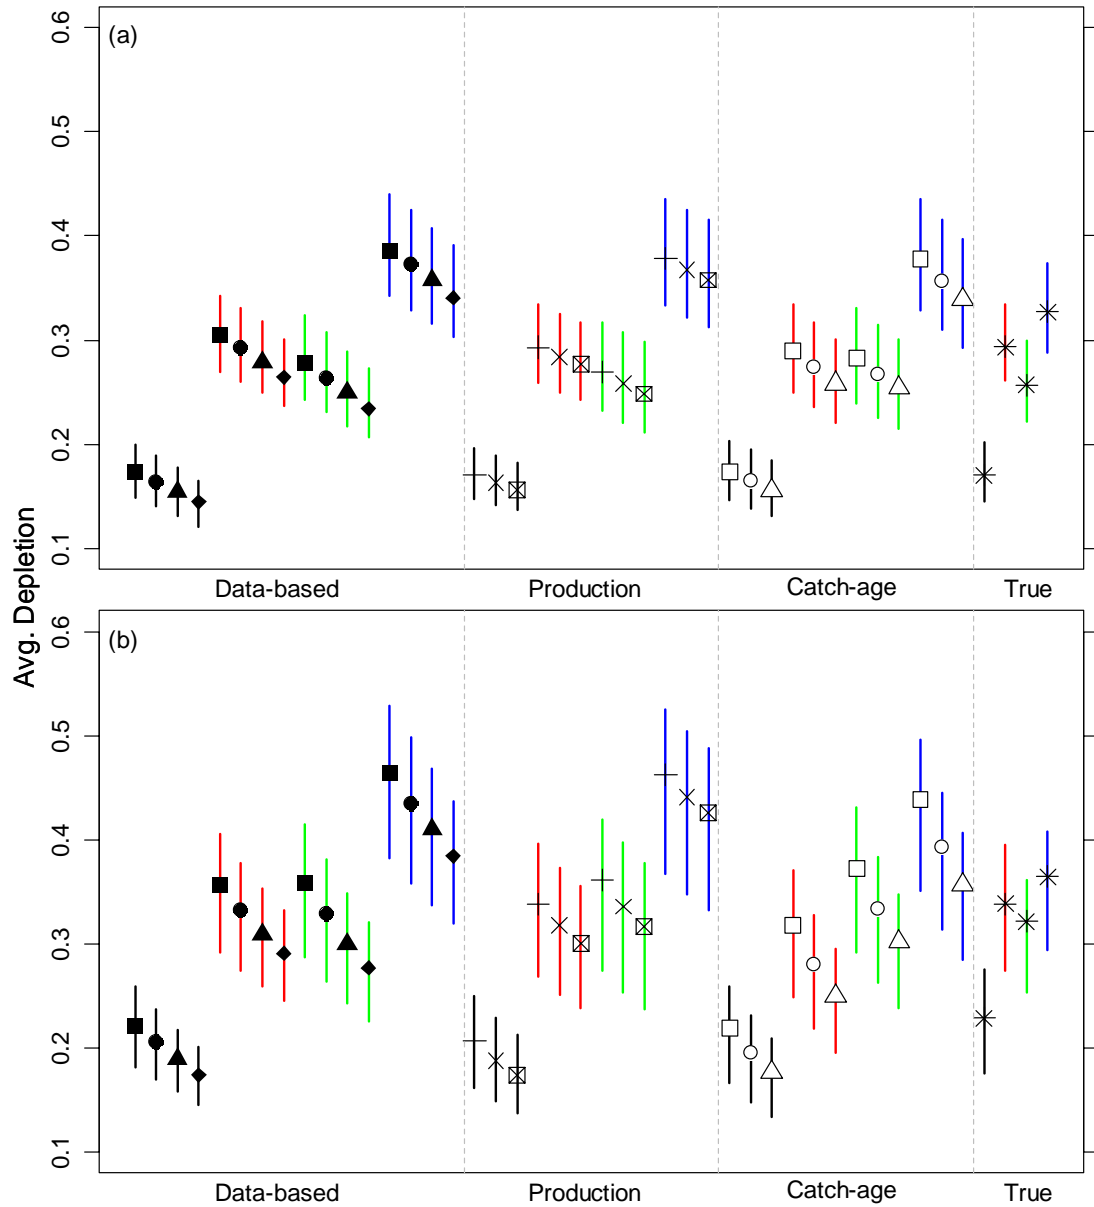 Avg. Depletion
(a)
0.6
0.5
0.4
0.3
0.2
0.1
Data-based Production Catch-age True
(b)
0.6
0.5
0.4
0.3
0.2
0.1
Data-based Production Catch-age True